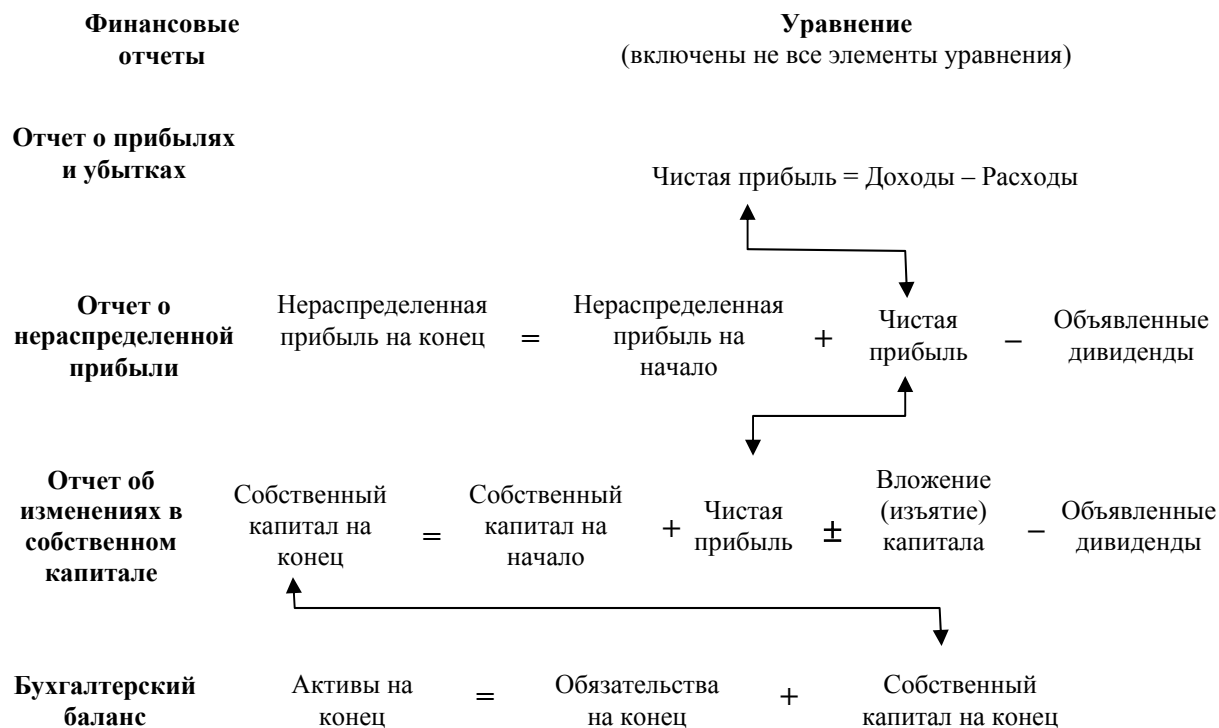 Финансовые
отчеты
Уравнение
(включены не все элементы уравнения)
Отчет о прибылях
и убытках
Чистая прибыль = Доходы – Расходы
Отчет о
нераспределенной
прибыли
Нераспределенная
прибыль на конец
=
Нераспределенная
прибыль на
начало
+
Чистая
прибыль
–
Объявленные
дивиденды
Отчет об
изменениях в
собственном
капитале
Собственный
капитал на
конец
=
Собственный
капитал на
начало
+
Чистая
прибыль
±
Вложение
(изъятие)
капитала
–
Объявленные
дивиденды
Бухгалтерский
баланс
Активы на
конец
=
Обязательства
на конец
+
Собственный
капитал на конец